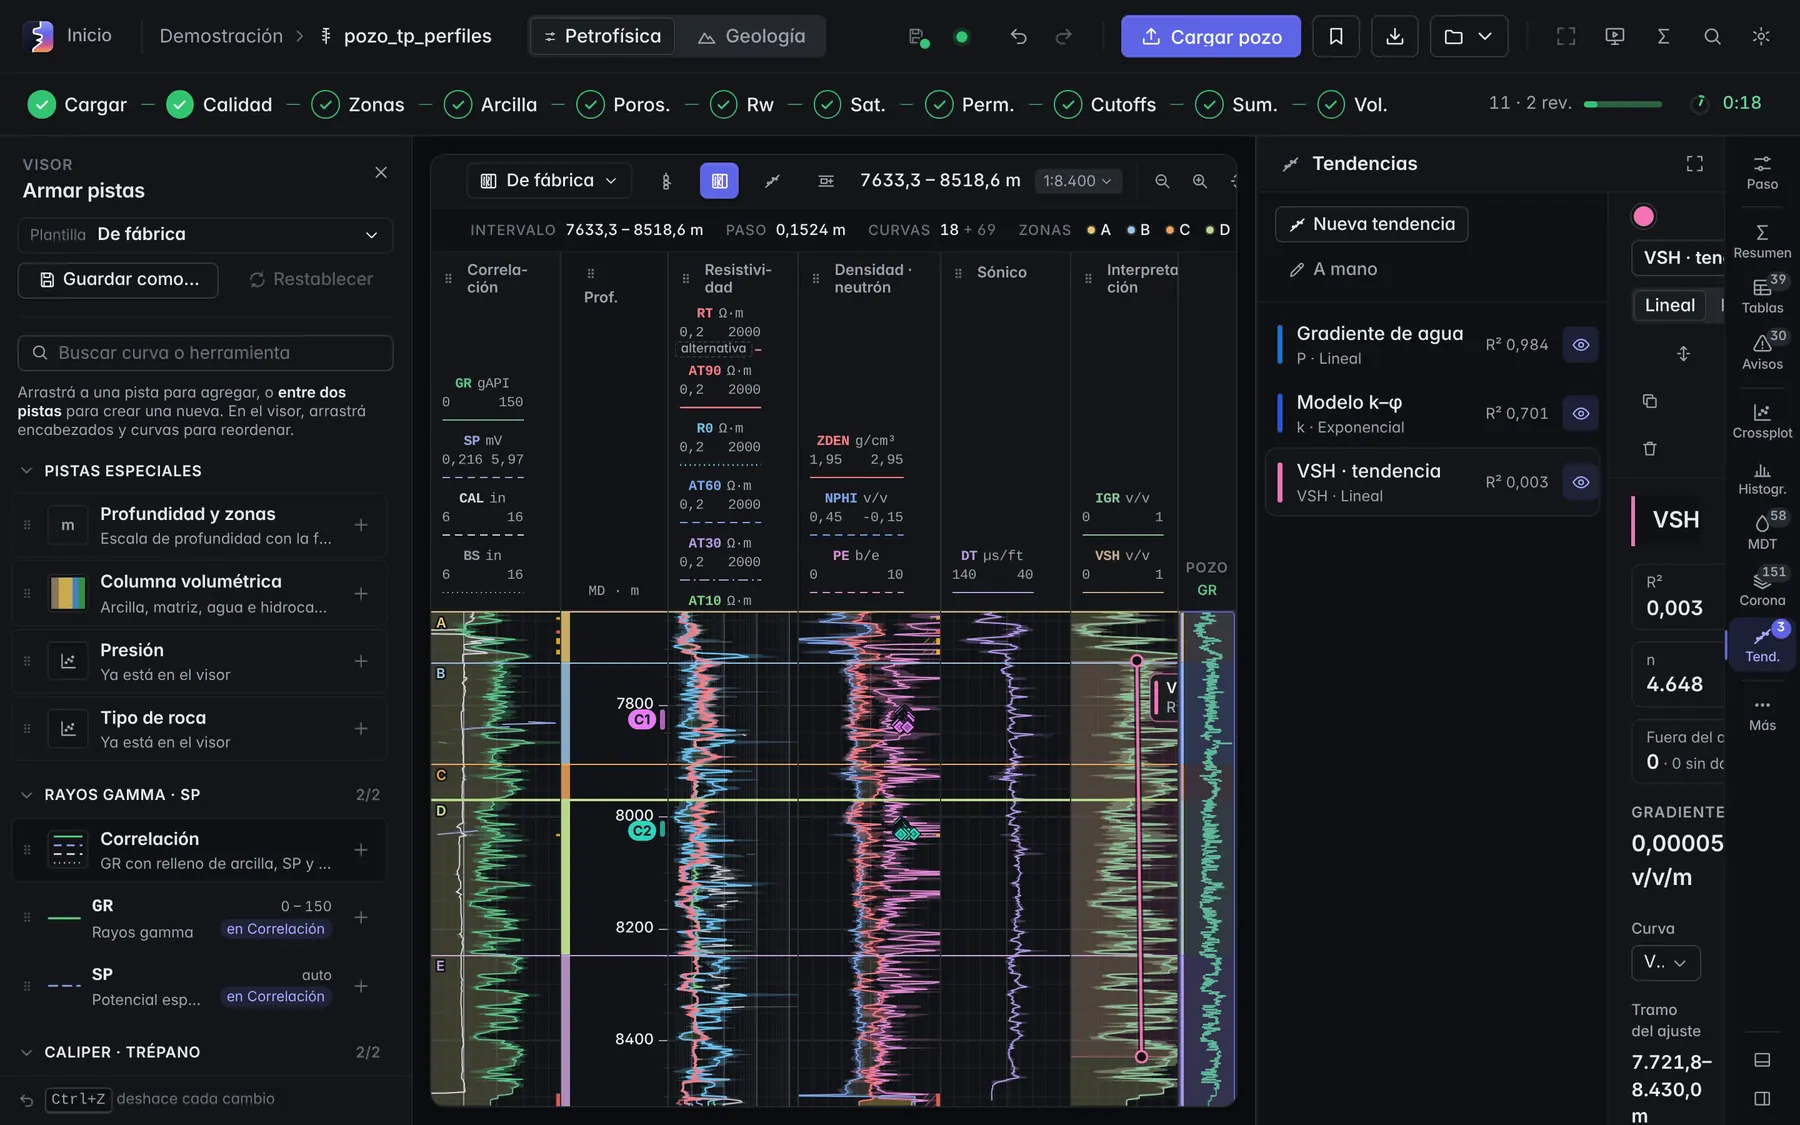 Inicio
Demostración
pozo_tp_perfiles
Petrofísica
Geología
Cargar pozo
Cargar
Calidad
Zonas
Arcilla
Poros.
Rw
Sat.
Perm.
Cutoffs
Sum.
Vol.
11 · 2 rev.
0:18
VISOR
Armar pistas
Plantilla De fábrica
Guardar como...
Restablecer
Buscar curva o herramienta
Arrastrá a una pista para agregar, o entre dos
pistas para crear una nueva. En el visor, arrastrá
encabezados y curvas para reordenar.
PISTAS ESPECIALES
m
Profundidad y zonas
Escala de profundidad con la f...
Columna volumétrica
Arcilla, matriz, agua e hidroca...
Presión
Ya está en el visor
Tipo de roca
Ya está en el visor
RAYOS GAMMA · SP 2/2
Correlación
GR con relleno de arcilla, SP y ...
GR 0 – 150
Rayos gamma en Correlación
SP auto
Potencial esp... en Correlación
CALIPER · TRÉPANO 2/2
Ctrl+Z deshace cada cambio
De fábrica
7633,3 – 8518,6 m
1:8.400
INTERVALO 7633,3 – 8518,6 m PASO 0,1524 m CURVAS 18 + 69 ZONAS A B C D
Correla-
ción
Prof.
Resistivi-
dad
Densidad ·
neutrón
Sónico
Interpreta
ción
GR gAPI
0 150
SP mV
0,216 5,97
CAL in
6 16
BS in
6 16
MD · m
RT Ω·m
0,2 2000
alternativa
AT90 Ω·m
0,2 2000
R0 Ω·m
0,2 2000
AT60 Ω·m
0,2 2000
AT30 Ω·m
0,2 2000
AT10 Ω·m
ZDEN g/cm³
1,95 2,95
NPHI v/v
0,45 -0,15
PE b/e
0 10
DT µs/ft
140 40
IGR v/v
0 1
VSH v/v
0 1
POZO
GR
A
B
C
D
E
7800
C1
8000
C2
8200
8400
V
R
Tendencias
Nueva tendencia
A mano
Gradiente de agua
P · Lineal
R² 0,984
Modelo k–φ
k · Exponencial
R² 0,701
VSH · tendencia
VSH · Lineal
R² 0,003
VSH · ten
Lineal
VSH
R²
0,003
n
4.648
Fuera del a
0 · 0 sin da
GRADIENTE
0,00005
v/v/m
Curva
V..
Tramo
del ajuste
7.721,8–
8.430,0
m
Paso
Resumen
39
Tablas
30
Avisos
Crossplot
Histogr.
58
MDT
151
Corona
3
Tend.
Más